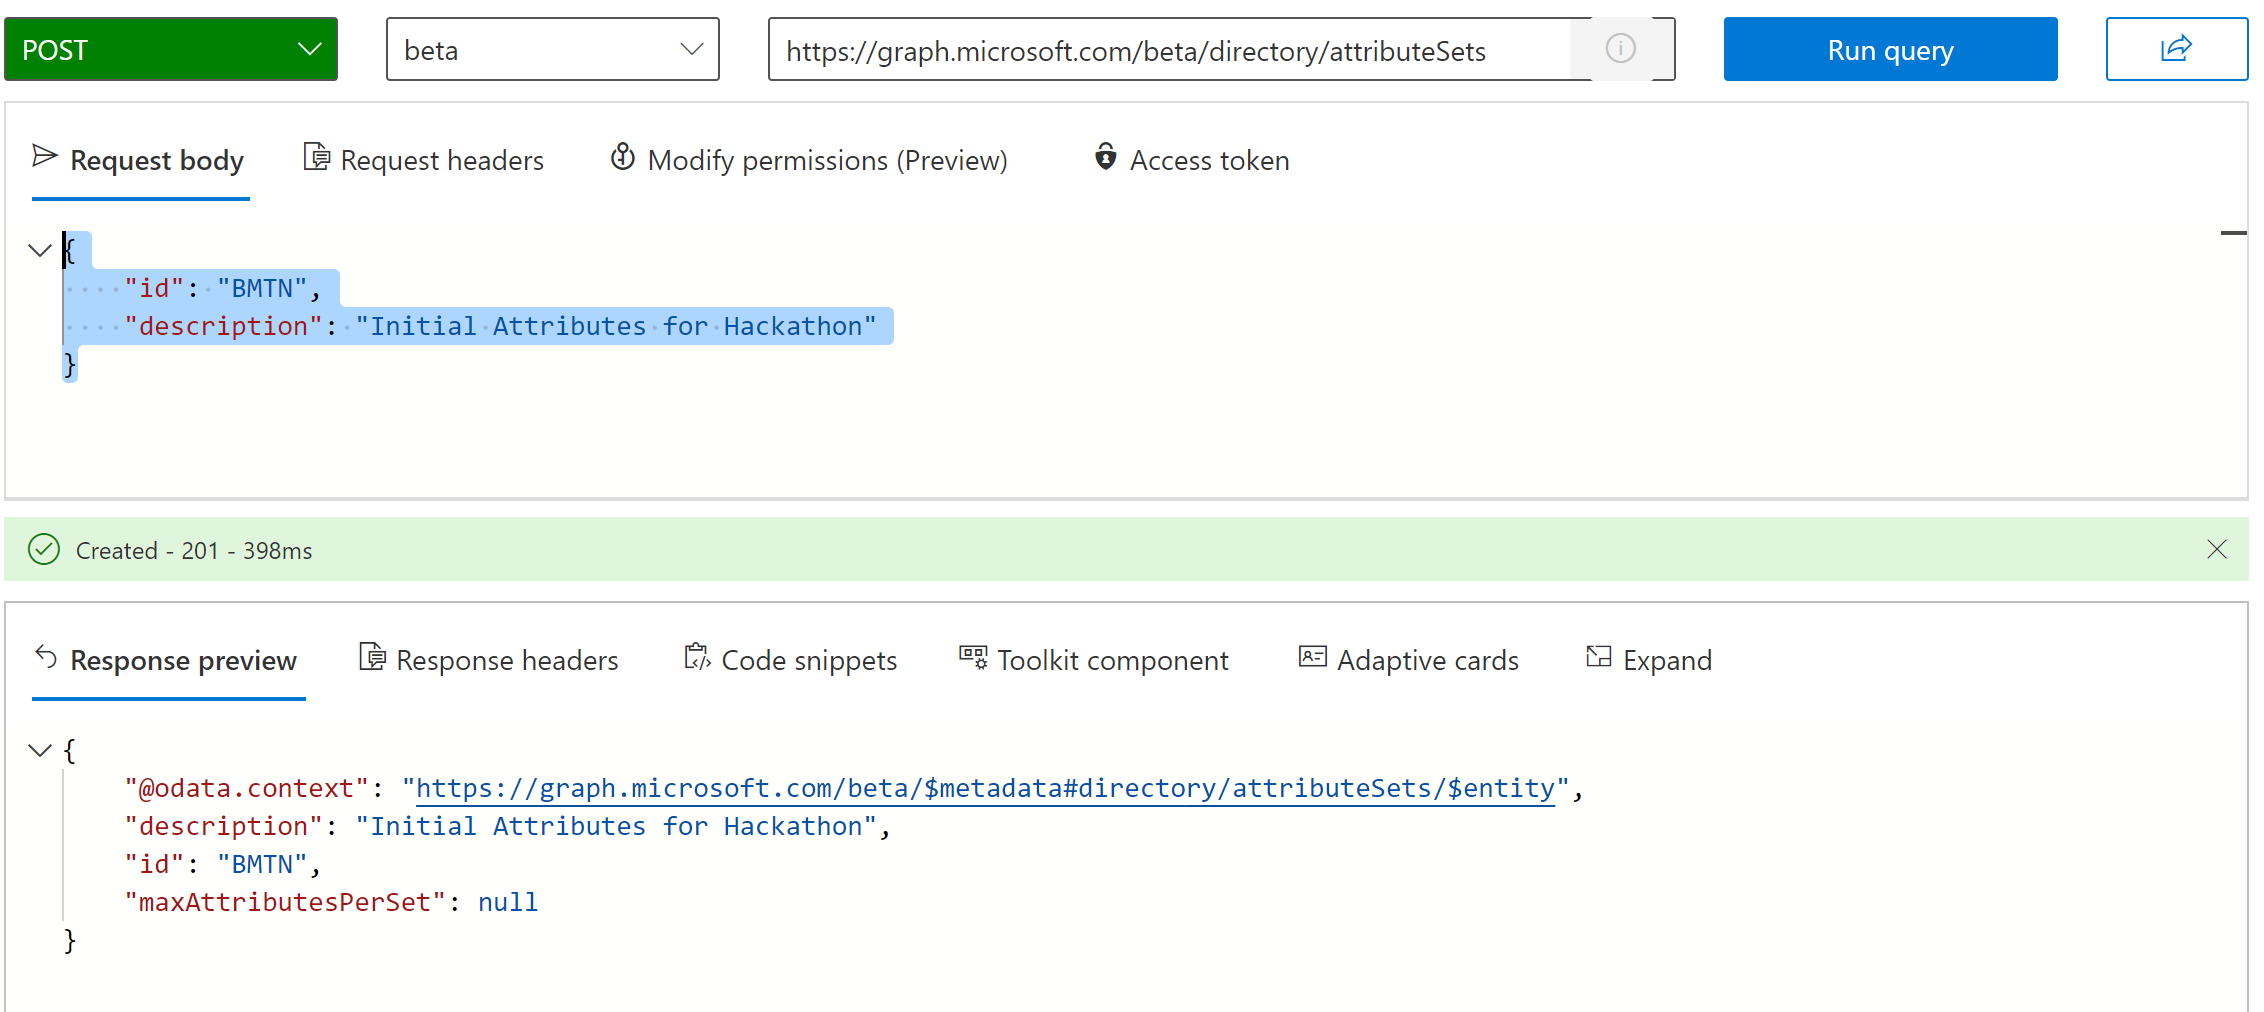 POST beta https://graph.microsoft.com/beta/directory/attributeSets Run query
Request body Request headers Modify permissions (Preview) Access token
{
"id": "BMTN",
"description": "Initial Attributes for Hackathon"
}
Created - 201 - 398ms
Response preview Response headers Code snippets Toolkit component Adaptive cards Expand
{
"@odata.context": "https://graph.microsoft.com/beta/$metadata#directory/attributeSets/$entity",
"description": "Initial Attributes for Hackathon",
"id": "BMTN",
"maxAttributesPerSet": null
}